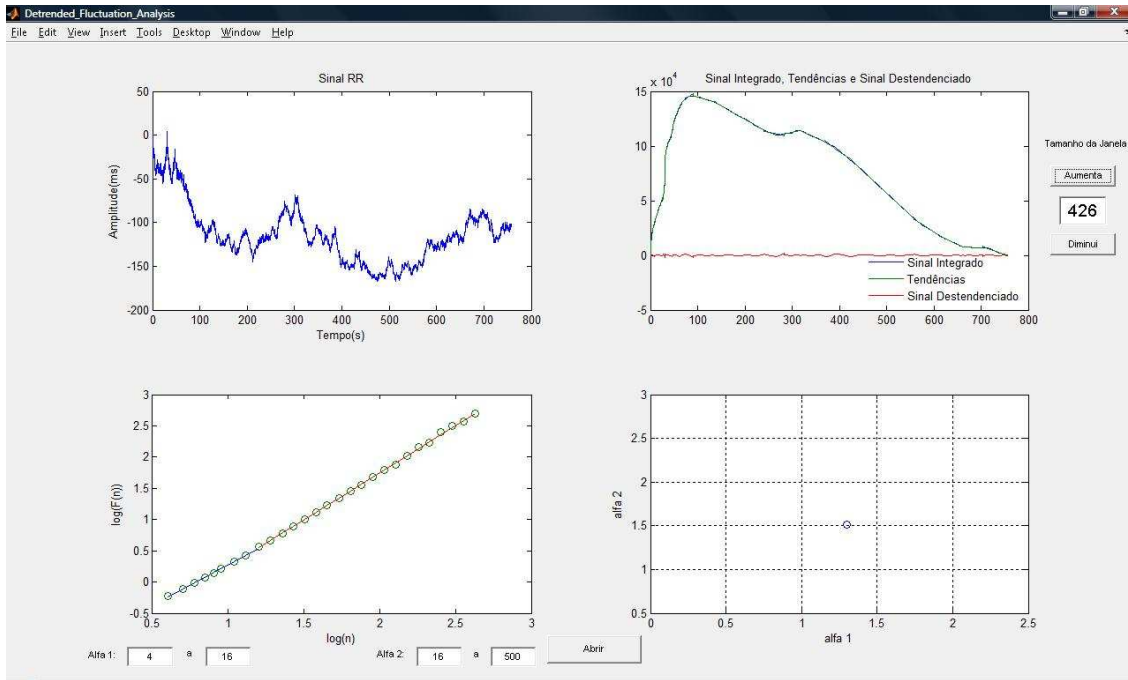 Detrended_Fluctuation_Analysis
File Edit View Insert Tools Desktop Window Help
Sinal RR
50
0
-50
-100
-150
-200
Amplitude(ms)
0 100 200 300 400 500 600 700 800
Tempo(s)
Sinal Integrado, Tendências e Sinal Destendenciado
x 10^4
15
10
5
0
-5
Sinal Integrado
Tendências
Sinal Destendenciado
0 100 200 300 400 500 600 700 800
Tamanho da Janela
Aumenta
426
Diminui
3
2.5
2
1.5
1
0.5
0
-0.5
log(F(n))
0.5 1 1.5 2 2.5 3
log(n)
3
2.5
2
1.5
1
0.5
alfa 2
0 0.5 1 1.5 2 2.5
alfa 1
Alfa 1: 4 a 16
Alfa 2: 16 a 500
Abrir